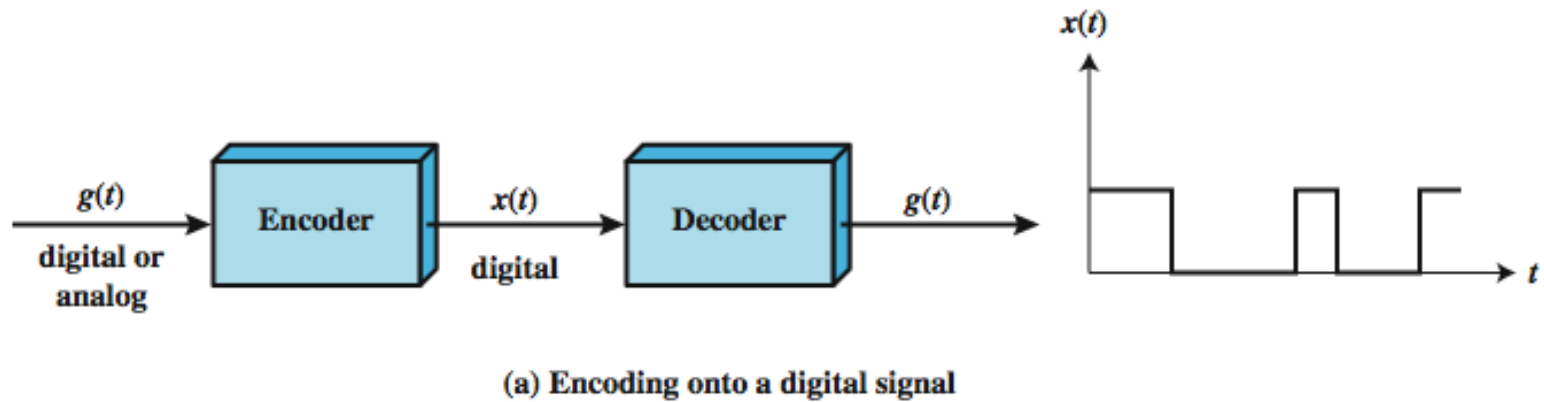 x(t)
g(t)
Encoder
x(t)
Decoder
g(t)
digital or
analog
digital
t
(a) Encoding onto a digital signal